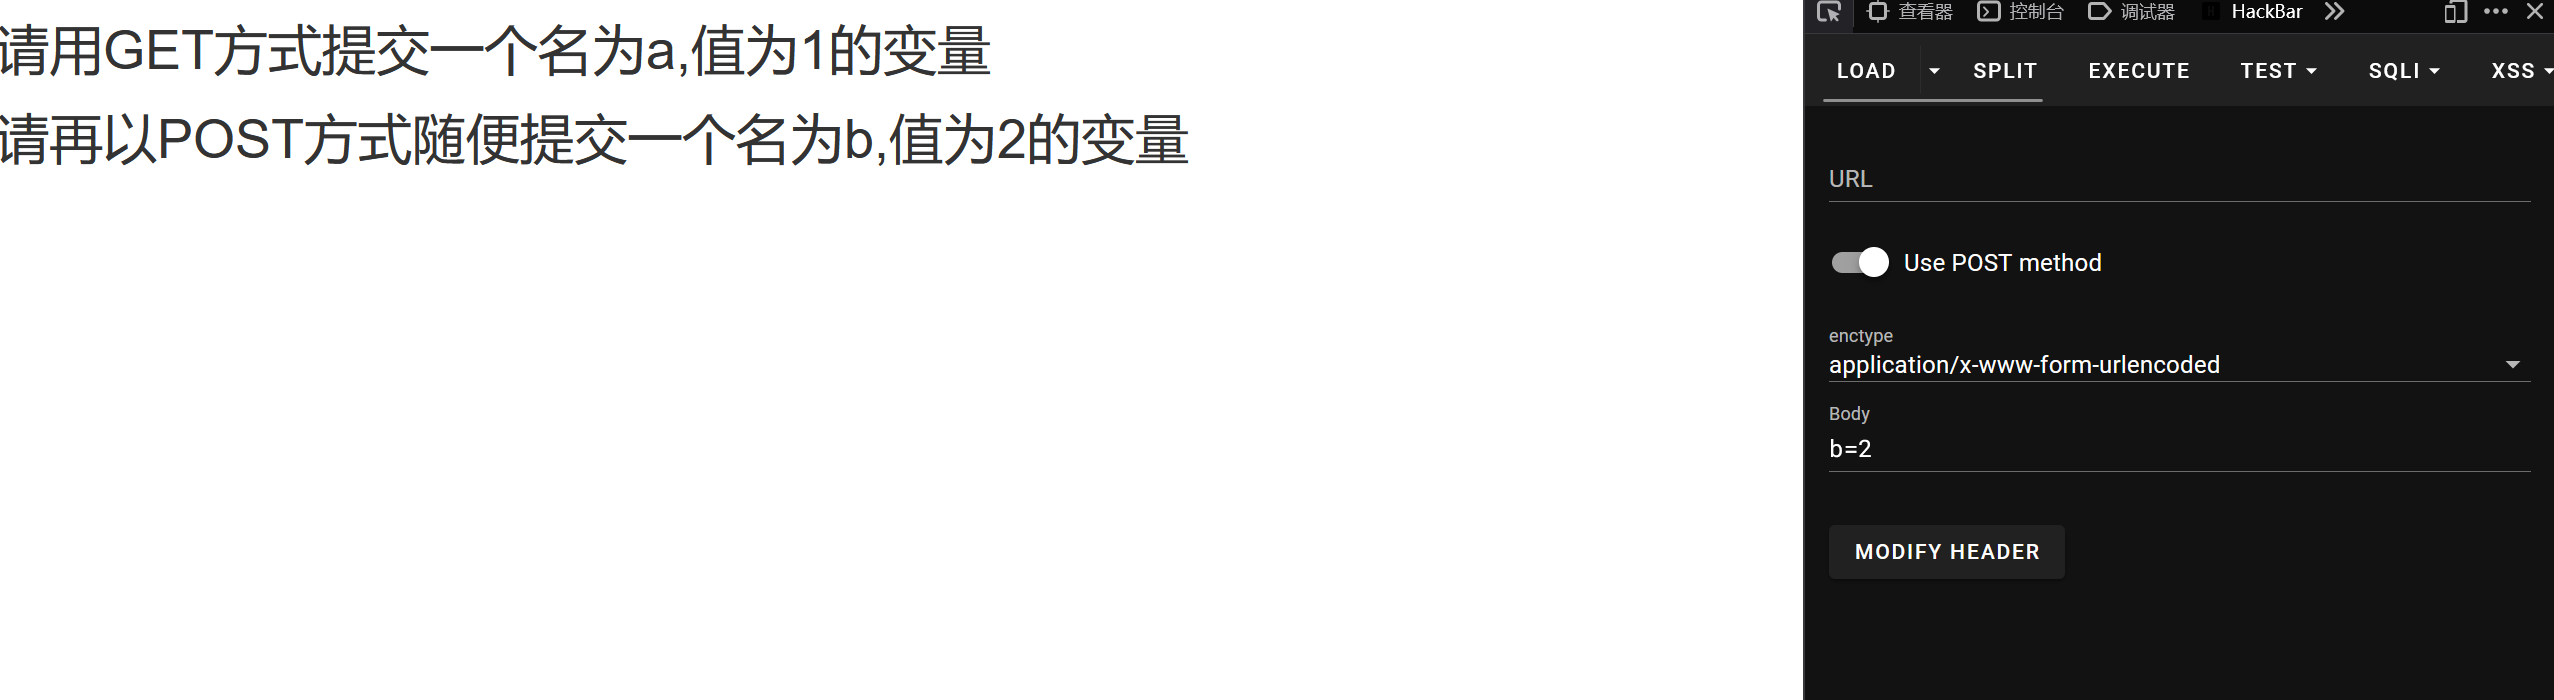 请用GET方式提交一个名为a,值为1的变量
请再以POST方式随便提交一个名为b,值为2的变量
查看器 控制台 调试器 HackBar
LOAD SPLIT EXECUTE TEST SQLI XSS
URL
Use POST method
enctype
application/x-www-form-urlencoded
Body
b=2
MODIFY HEADER